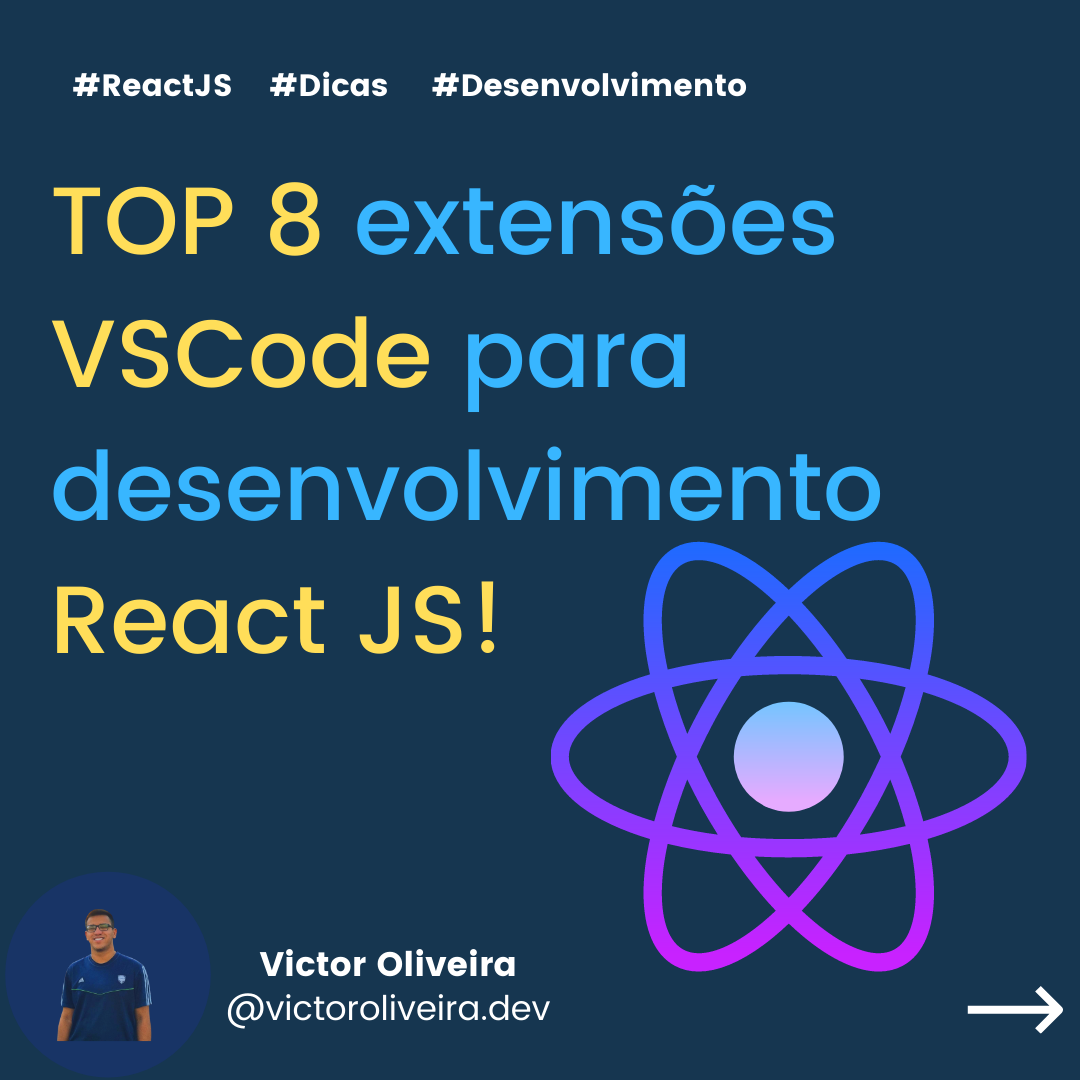 #ReactJS #Dicas #Desenvolvimento
TOP 8 extensões
VSCode para
desenvolvimento
React JS!
Victor Oliveira
@victoroliveira.dev